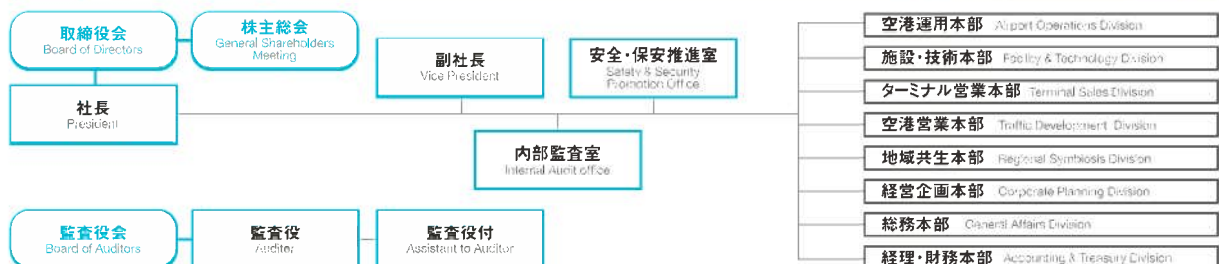 取締役会
Board of Directors
株主総会
General Shareholders
Meeting
社長
President
副社長
Vice President
安全・保安推進室
Safety & Security
Promotion Office
内部監査室
Internal Audit office
監査役会
Board of Auditors
監査役
Auditor
監査役付
Assistant to Auditor
空港運用本部 Airport Operations Division
施設・技術本部 Facility & Technology Division
ターミナル営業本部 Terminal Sales Division
空港営業本部 Traffic Development Division
地域共生本部 Regional Symbiosis Division
経営企画本部 Corporate Planning Division
総務本部 General Affairs Division
経理・財務本部 Accounting & Treasury Division